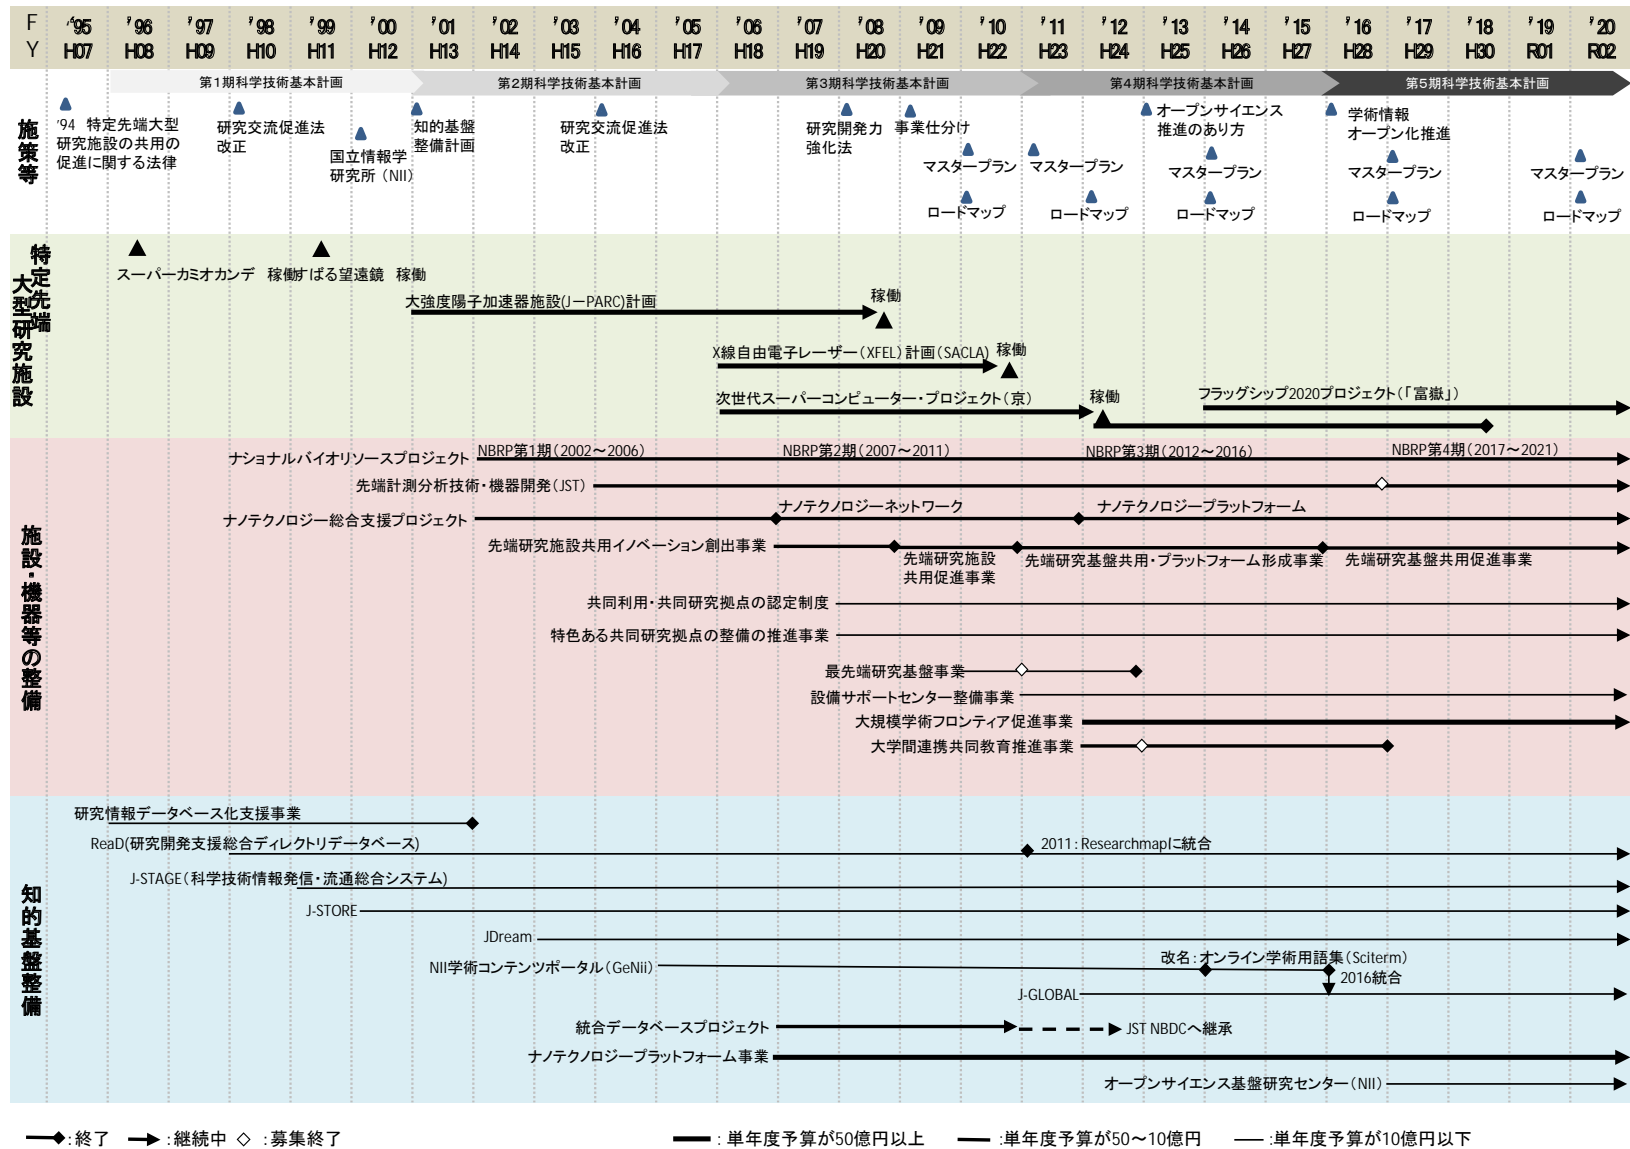 FY
'95 '96 '97 '98 '99 '00 '01 '02 '03 '04 '05 '06 '07 '08 '09 '10 '11 '12 '13 '14 '15 '16 '17 '18 '19 '20
H07 H08 H09 H10 H11 H12 H13 H14 H15 H16 H17 H18 H19 H20 H21 H22 H23 H24 H25 H26 H27 H28 H29 H30 R01 R02
第1期科学技術基本計画
第2期科学技術基本計画
第3期科学技術基本計画
第4期科学技術基本計画
第5期科学技術基本計画
施策等
'94 特定先端大型
研究施設の共用の
促進に関する法律
研究交流促進法
改正
国立情報学
研究所（NII）
知的基盤
整備計画
研究交流促進法
改正
研究開発力
強化法
事業仕分け
マスタープラン
ロードマップ
マスタープラン
ロードマップ
オープンサイエンス
推進のあり方
マスタープラン
ロードマップ
学術情報
オープン化推進
マスタープラン
ロードマップ
マスタープラン
ロードマップ
特定先端
大型研究施設
スーパーカミオカンデ 稼働
すばる望遠鏡 稼働
大強度陽子加速器施設(J－PARC)計画
稼働
X線自由電子レーザー（XFEL）計画（SACLA）
稼働
次世代スーパーコンピューター・プロジェクト（京）
稼働
フラッグシップ2020プロジェクト（「富嶽」）
施設・機器等の整備
ナショナルバイオリソースプロジェクト
NBRP第1期（2002～2006）
NBRP第2期（2007～2011）
NBRP第3期（2012～2016）
NBRP第4期（2017～2021）
先端計測分析技術・機器開発（JST）
ナノテクノロジー総合支援プロジェクト
ナノテクノロジーネットワーク
ナノテクノロジープラットフォーム
先端研究施設共用イノベーション創出事業
先端研究施設
共用促進事業
先端研究基盤共用・プラットフォーム形成事業
先端研究基盤共用促進事業
共同利用・共同研究拠点の認定制度
特色ある共同研究拠点の整備の推進事業
最先端研究基盤事業
設備サポートセンター整備事業
大規模学術フロンティア促進事業
大学間連携共同教育推進事業
知的基盤整備
研究情報データベース化支援事業
ReaD(研究開発支援総合ディレクトリデータベース)
2011：Researchmapに統合
J-STAGE（科学技術情報発信・流通総合システム）
J-STORE
JDream
NII学術コンテンツポータル（GeNii）
改名：オンライン学術用語集（Sciterm）
2016統合
J-GLOBAL
統合データベースプロジェクト
JST NBDCへ継承
ナノテクノロジープラットフォーム事業
オープンサイエンス基盤研究センター（NII）
:終了 :継続中 :募集終了 : 単年度予算が50億円以上 :単年度予算が50～10億円 :単年度予算が10億円以下